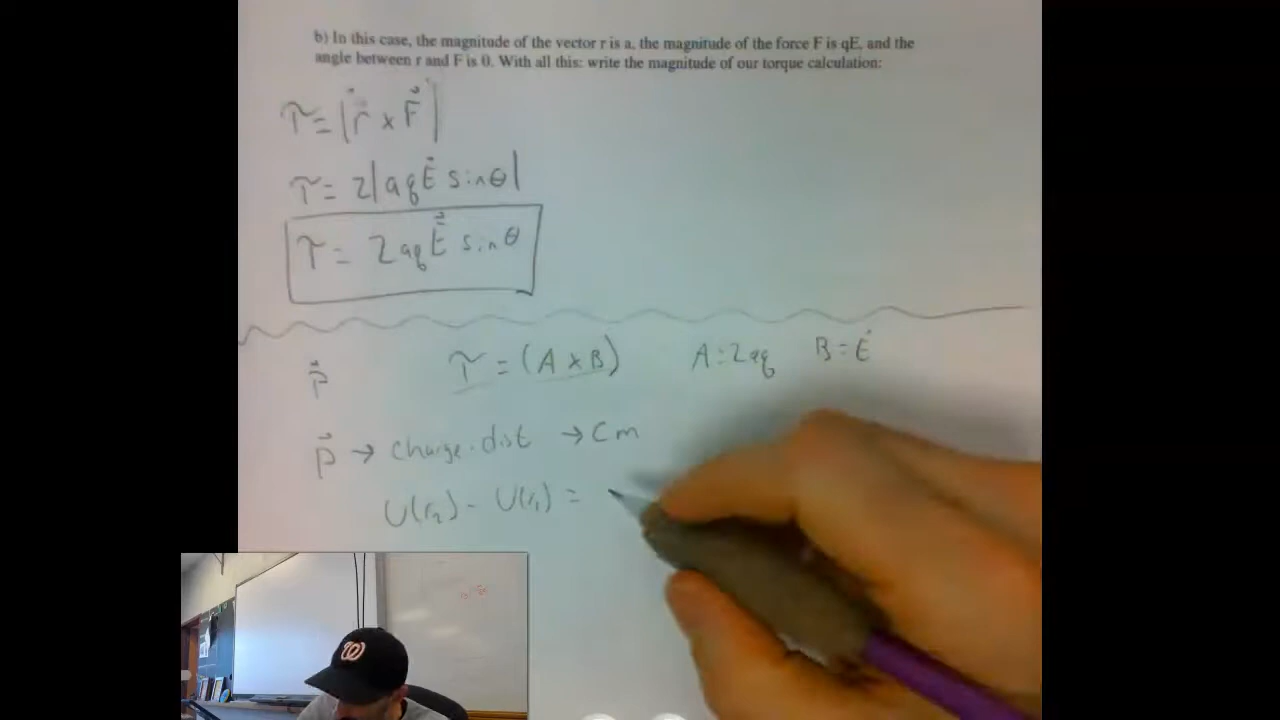 b) In this case, the magnitude of the vector r is a, the magnitude of the force F is qE, and the
angle between r and F is θ. With all this: write the magnitude of our torque calculation:
τ = |r⃗ x F⃗|
τ = 2|aqE⃗ sinθ|
τ = 2aqE⃗ sinθ
p⃗ τ = (A x B) A = 2aq B = E⃗
p⃗ → charge · dist → Cm
U(r₂) - U(r₁) =
W